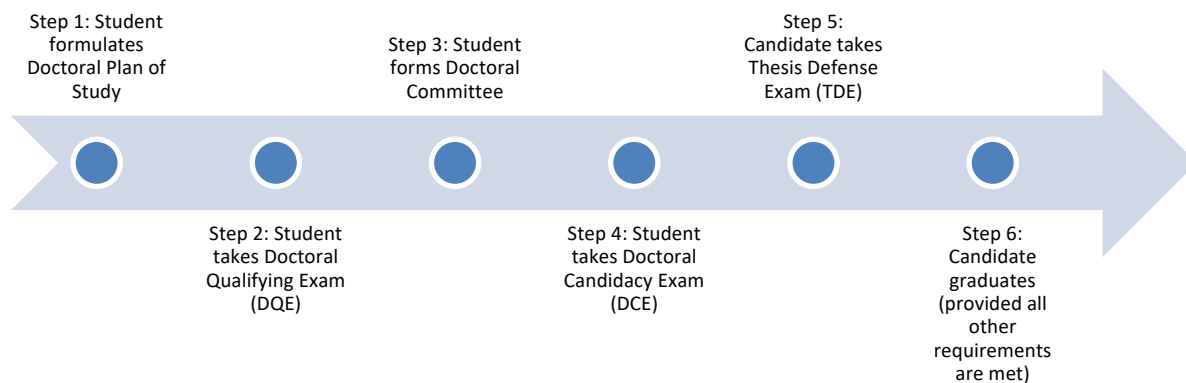 Step 1: Student
formulates
Doctoral Plan of
Study
Step 2: Student
takes Doctoral
Qualifying Exam
(DQE)
Step 3: Student
forms Doctoral
Committee
Step 4: Student
takes Doctoral
Candidacy Exam
(DCE)
Step 5:
Candidate takes
Thesis Defense
Exam (TDE)
Step 6:
Candidate
graduates
(provided all
other
requirements
are met)